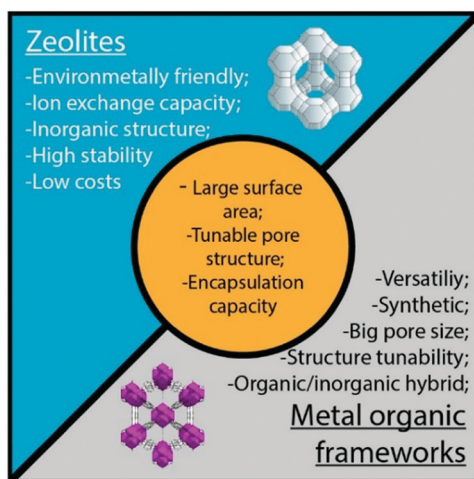 Zeolites
-Environmetally friendly;
-Ion exchange capacity;
-Inorganic structure;
-High stability
-Low costs
- Large surface
area;
-Tunable pore
structure;
-Encapsulation
capacity
-Versatiliy;
-Synthetic;
-Big pore size;
-Structure tunability;
-Organic/inorganic hybrid;
Metal organic
frameworks